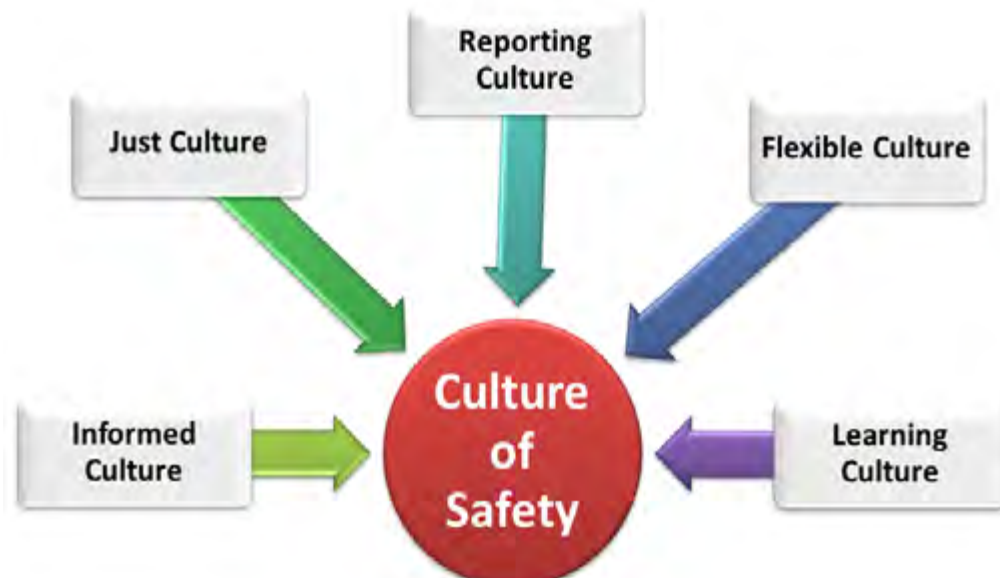 Reporting
Culture
Just Culture
Flexible Culture
Informed
Culture
Culture
of
Safety
Learning
Culture